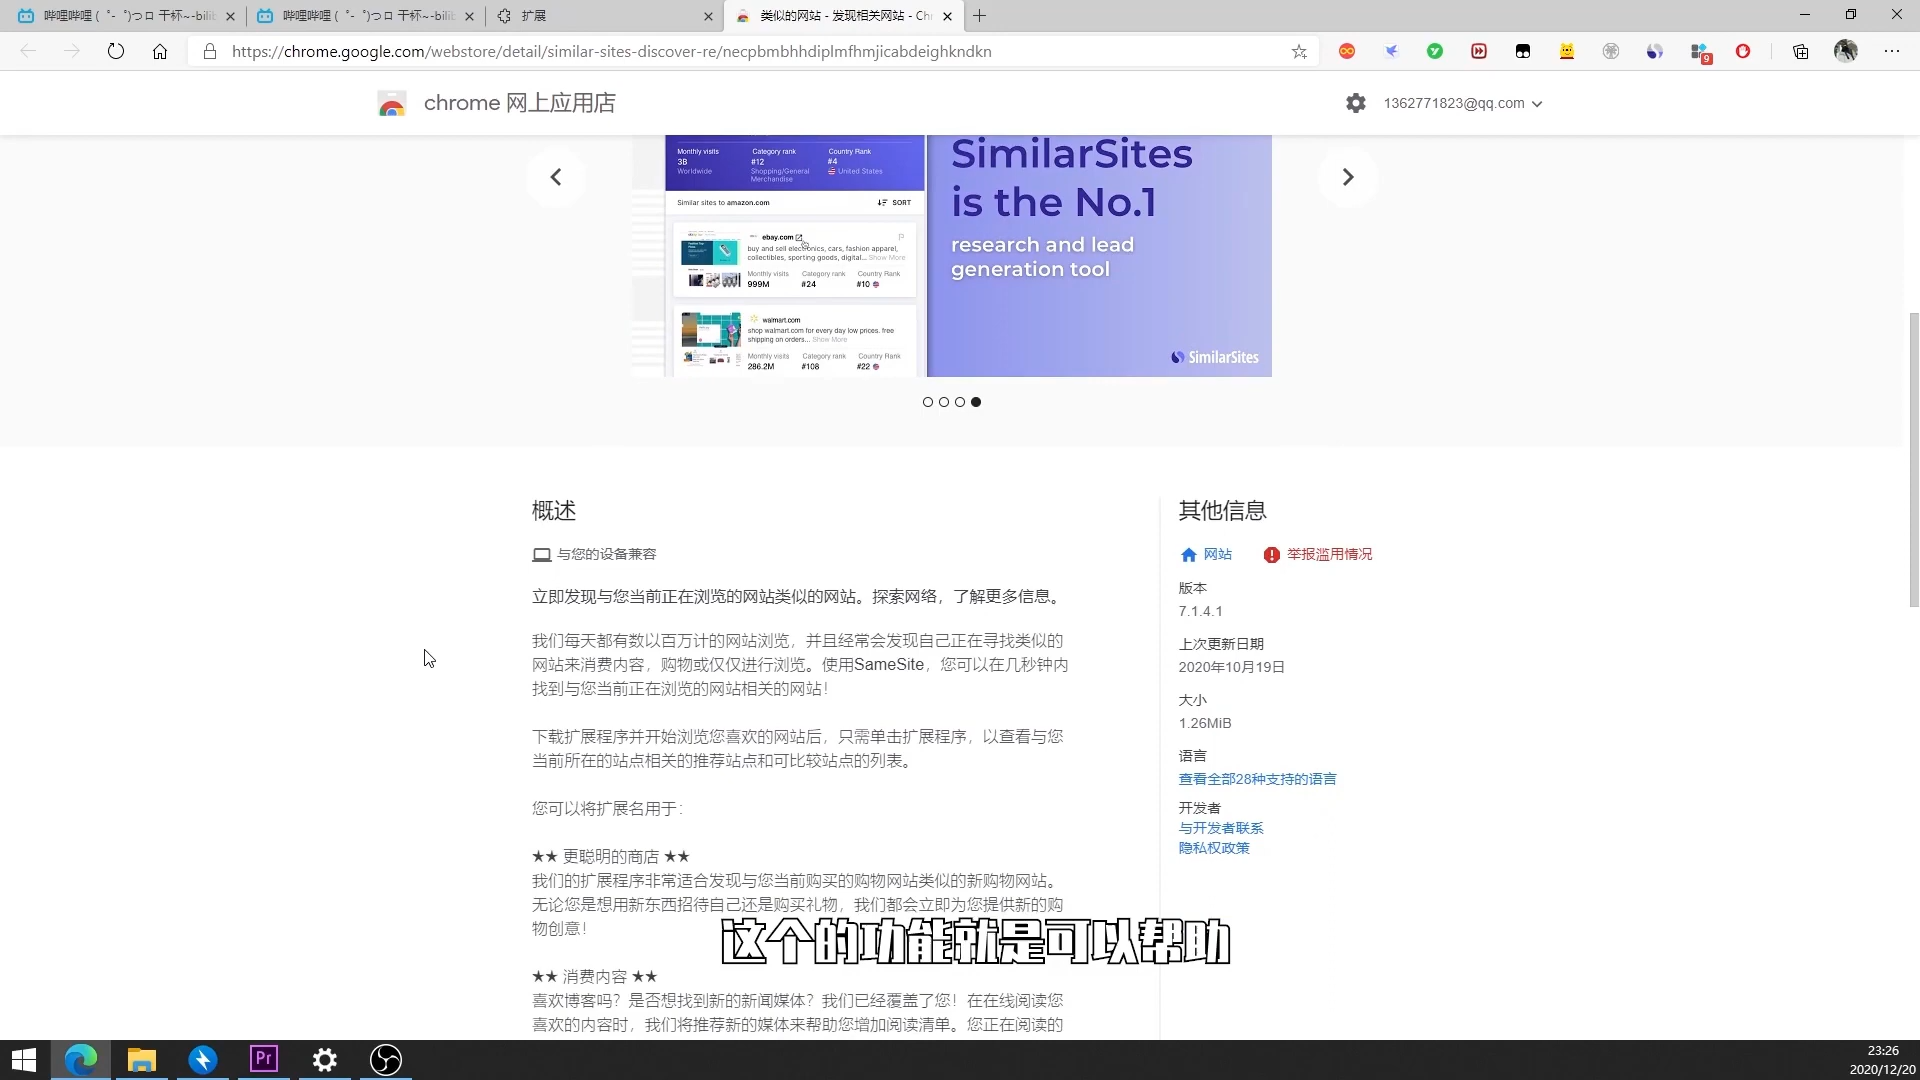 哔哩哔哩 (゜-゜)つロ 干杯~-bilib
哔哩哔哩 (゜-゜)つロ 干杯~-bilib
扩展
类似的网站 - 发现相关网站 - Chr
https://chrome.google.com/webstore/detail/similar-sites-discover-re/necpbmbhhdiplmfhmjicabdeighkndkn
9
chrome 网上应用店
1362771823@qq.com
Monthly visits
Category rank
Country Rank
3B
#12
#4
Worldwide
Shopping/General Merchandise
United States
Similar sites to amazon.com
SORT
ebay.com
buy and sell electronics, cars, fashion apparel,
collectibles, sporting goods, digital... Show More
Monthly visits
Category rank
Country Rank
999M
#24
#10
walmart.com
shop walmart.com for every day low prices. free
shipping on orders... Show More
Monthly visits
Category rank
Country Rank
286.2M
#108
#22
SimilarSites
is the No.1
research and lead
generation tool
SimilarSites
概述
与您的设备兼容
立即发现与您当前正在浏览的网站类似的网站。探索网络，了解更多信息。
我们每天都有数以百万计的网站浏览，并且经常会发现自己正在寻找类似的
网站来消费内容，购物或仅仅进行浏览。使用SameSite，您可以在几秒钟内
找到与您当前正在浏览的网站相关的网站！
下载扩展程序并开始浏览您喜欢的网站后，只需单击扩展程序，以查看与您
当前所在的站点相关的推荐站点和可比较站点的列表。
您可以将扩展名用于：
★★ 更聪明的商店 ★★
我们的扩展程序非常适合发现与您当前购买的购物网站类似的新购物网站。
无论您是想用新东西招待自己还是购买礼物，我们都会立即为您提供新的购
物创意！
★★ 消费内容 ★★
喜欢博客吗？是否想找到新的新闻媒体？我们已经覆盖了您！在在线阅读您
喜欢的内容时，我们将推荐新的媒体来帮助您增加阅读清单。您正在阅读的
其他信息
网站
举报滥用情况
版本
7.1.4.1
上次更新日期
2020年10月19日
大小
1.26MiB
语言
查看全部28种支持的语言
开发者
与开发者联系
隐私权政策
这个的功能就是可以帮助
Pr
23:26
2020/12/20